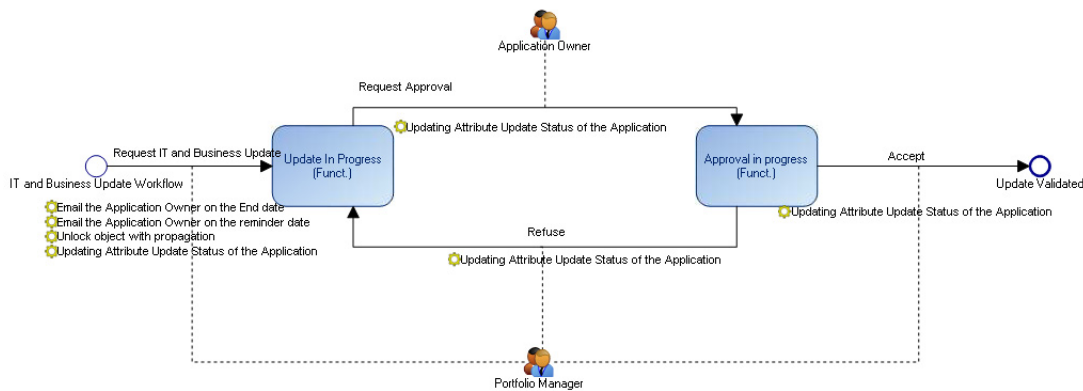 Application Owner
Request Approval
Updating Attribute Update Status of the Application
Request IT and Business Update
Update In Progress
(Funct.)
Approval in progress
(Funct.)
Accept
IT and Business Update Workflow
Update Validated
Email the Application Owner on the End date
Email the Application Owner on the reminder date
Unlock object with propagation
Updating Attribute Update Status of the Application
Updating Attribute Update Status of the Application
Refuse
Updating Attribute Update Status of the Application
Portfolio Manager